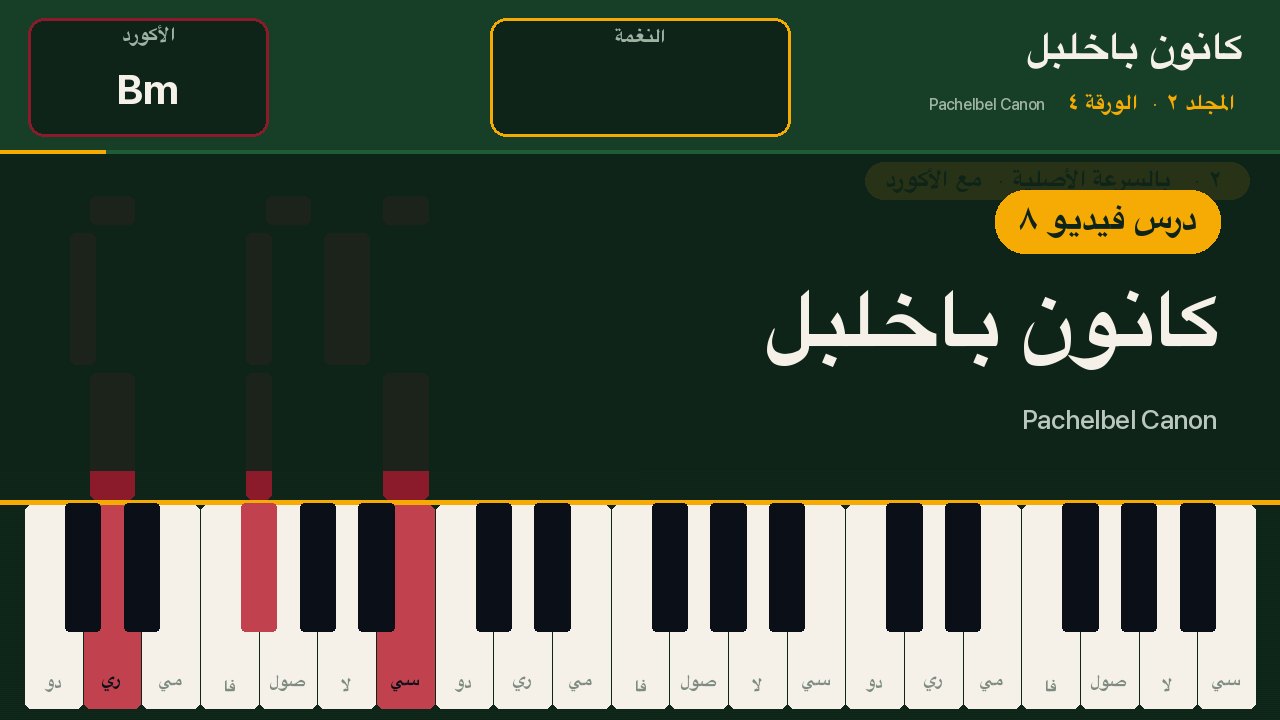 كانون باخلبل
المجلد ٢ · الورقة ٤ Pachelbel Canon
النغمة
الأكورد
Bm
٢ · بالسرعة الأصلية · مع الأكورد
درس فيديو ٨
كانون باخلبل
Pachelbel Canon
دو ري مي فا صول لا سي دو ري مي فا صول لا سي دو ري مي فا صول لا سي